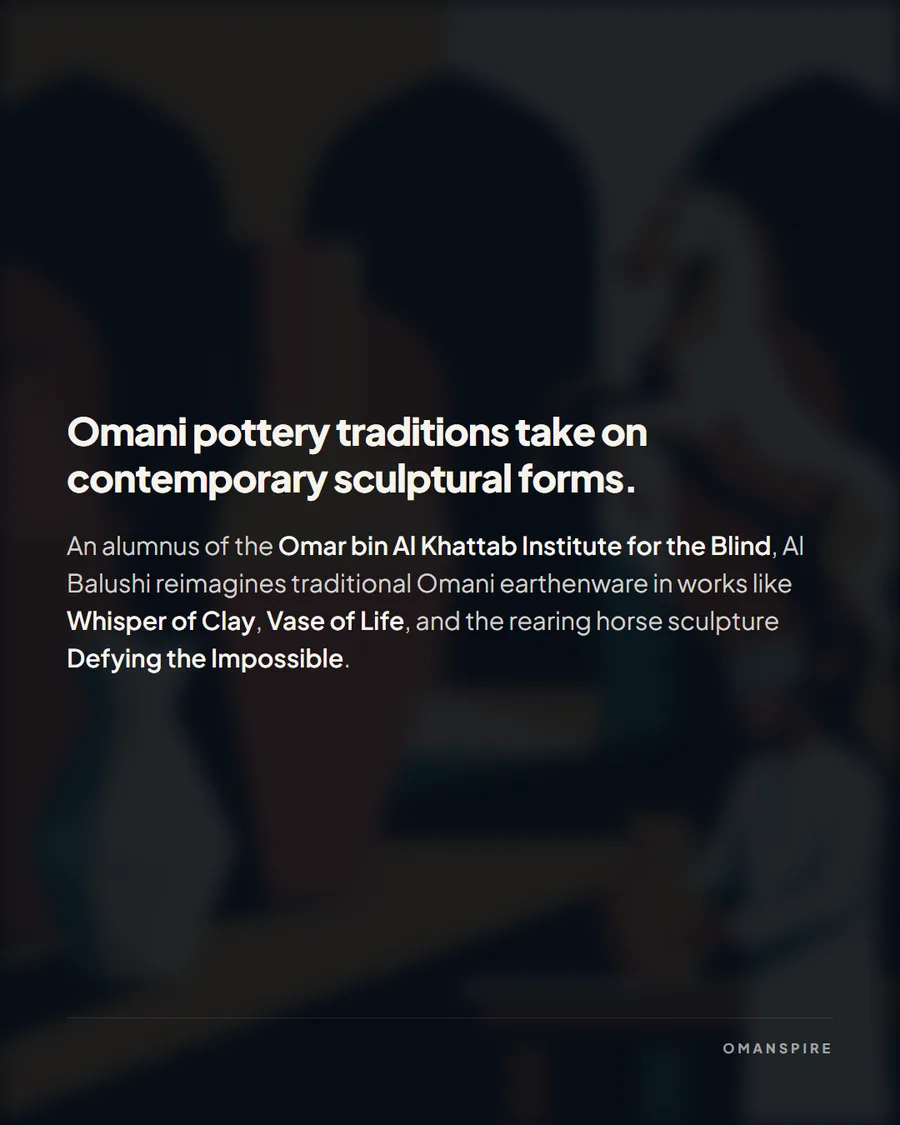 Omani pottery traditions take on
contemporary sculptural forms.
An alumnus of the Omar bin Al Khattab Institute for the Blind, Al
Balushi reimagines traditional Omani earthenware in works like
Whisper of Clay, Vase of Life, and the rearing horse sculpture
Defying the Impossible.
OMANSPIRE